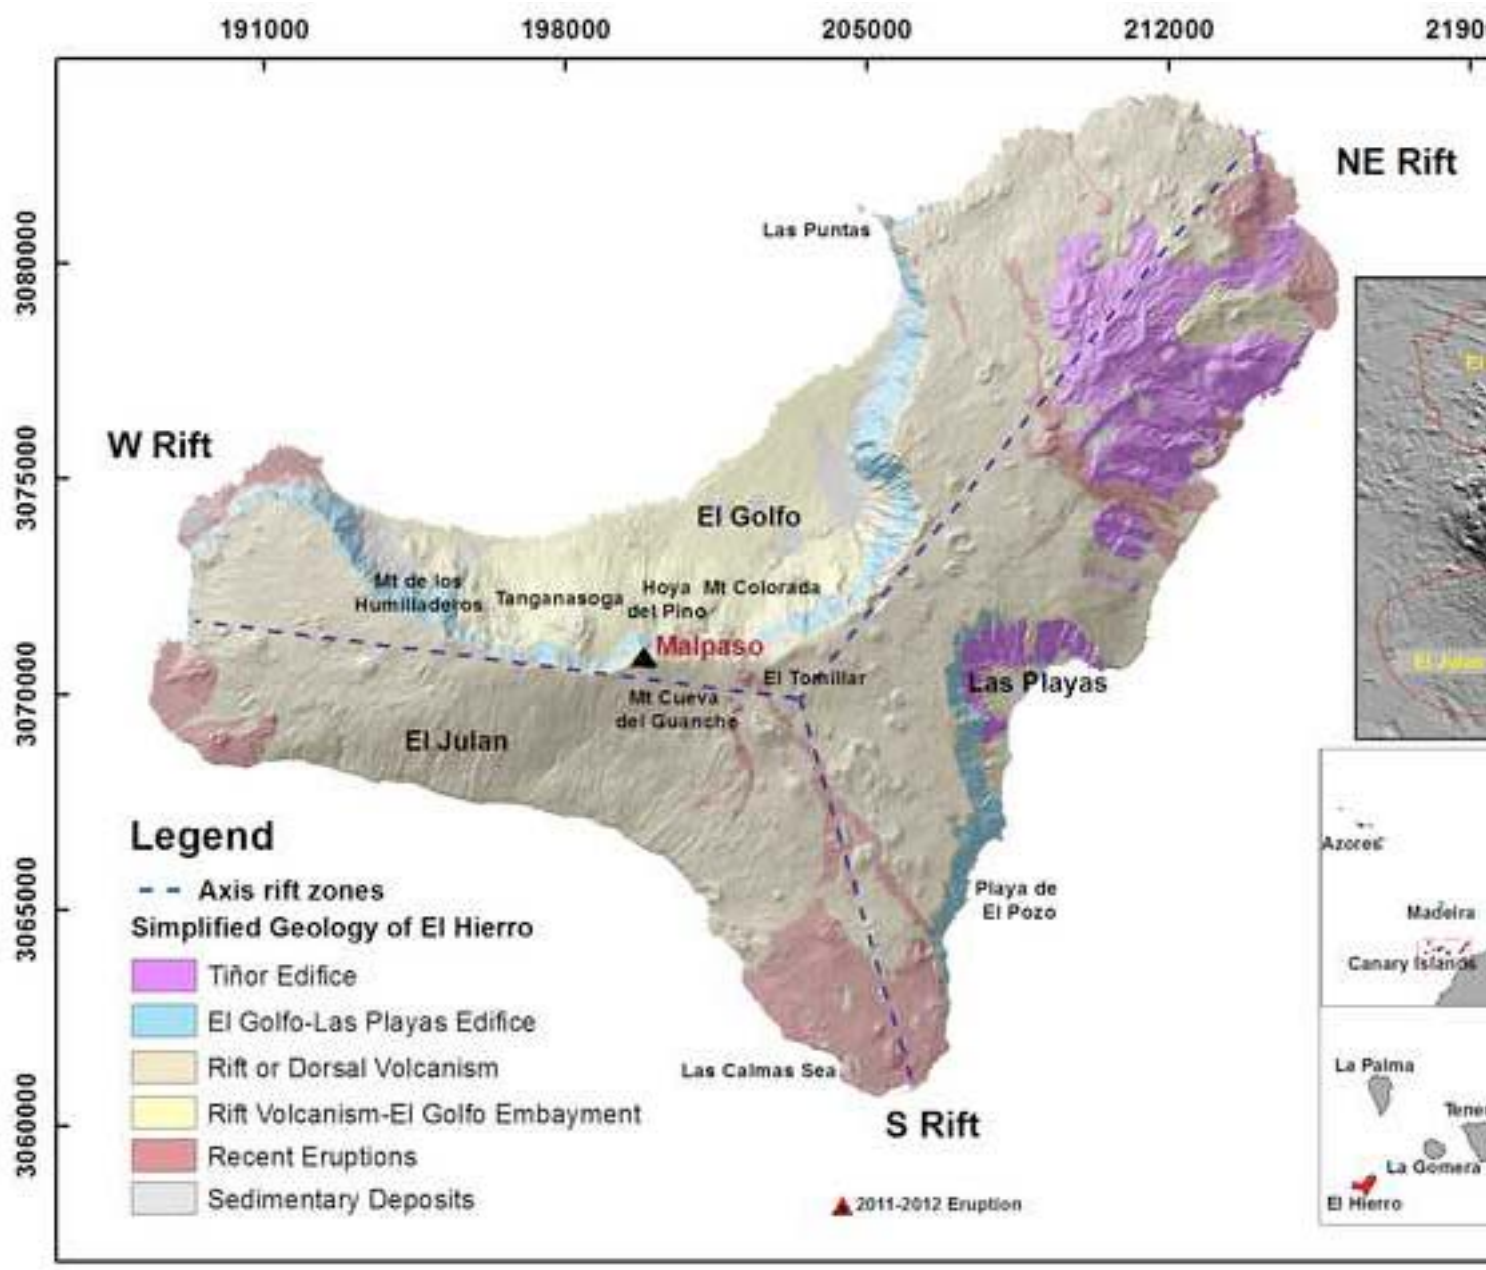 191000
198000
205000
212000
2190
NE Rift
Las Puntas
3080000
W Rift
3075000
El Golfo
Mt de los
Humilladeros
Tanganasoga
Hoya
del Pino
Mt Colorada
Malpaso
El Tomillar
Las Playas
3070000
Mt Cueva
del Guanche
El Julan
El
El Julan
Legend
Axis rift zones
Simplified Geology of El Hierro
Tiñor Edifice
El Golfo-Las Playas Edifice
Rift or Dorsal Volcanism
Rift Volcanism-El Golfo Embayment
Recent Eruptions
Sedimentary Deposits
3065000
3060000
Playa de
El Pozo
Las Calmas Sea
S Rift
2011-2012 Eruption
Azores
Madeira
Canary Islands
La Palma
Tene
La Gomera
El Hierro